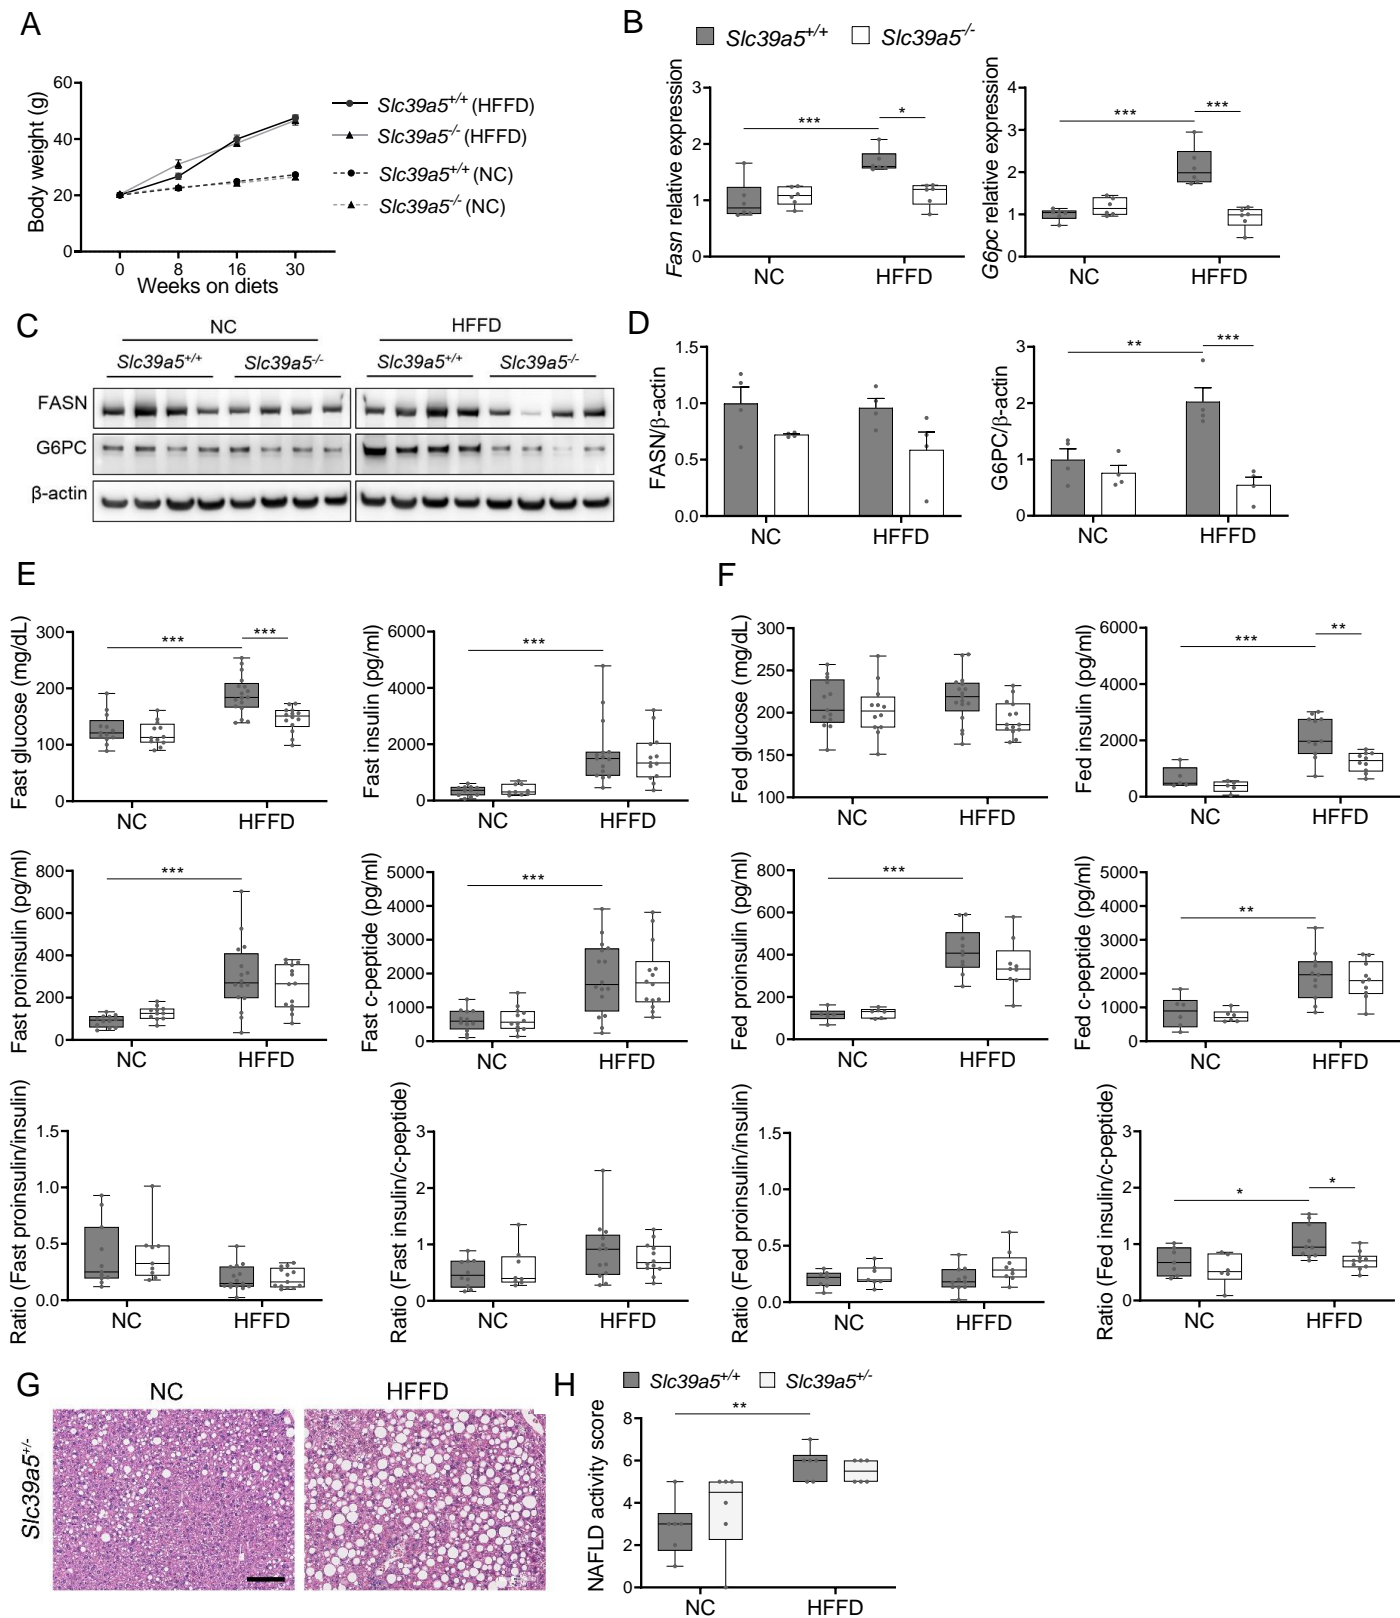 A
Body weight (g)
60
40
20
0
0 8 16 30
Weeks on diets
Slc39a5+/+ (HFFD)
Slc39a5-/- (HFFD)
Slc39a5+/+ (NC)
Slc39a5-/- (NC)
B
Slc39a5+/+ Slc39a5-/-
Fasn relative expression
3
2
1
0
*** *
NC HFFD
G6pc relative expression
4
3
2
1
0
*** ***
NC HFFD
C
NC HFFD
Slc39a5+/+ Slc39a5-/- Slc39a5+/+ Slc39a5-/-
FASN
G6PC
β-actin
D
FASN/β-actin
1.5
1.0
0.5
0.0
NC HFFD
G6PC/β-actin
3
2
1
0
** ***
NC HFFD
E
Fast glucose (mg/dL)
300
200
100
0
*** ***
NC HFFD
Fast insulin (pg/ml)
6000
4000
2000
0
***
NC HFFD
Fast proinsulin (pg/ml)
800
600
400
200
0
***
NC HFFD
Fast c-peptide (pg/ml)
5000
4000
3000
2000
1000
0
***
NC HFFD
Ratio (Fast proinsulin/insulin)
1.5
1.0
0.5
0.0
NC HFFD
Ratio (Fast insulin/c-peptide)
3
2
1
0
NC HFFD
F
Fed glucose (mg/dL)
300
250
200
150
100
NC HFFD
Fed insulin (pg/ml)
6000
4000
2000
0
*** **
NC HFFD
Fed proinsulin (pg/ml)
800
600
400
200
0
***
NC HFFD
Fed c-peptide (pg/ml)
5000
4000
3000
2000
1000
0
**
NC HFFD
Ratio (Fed proinsulin/insulin)
1.5
1.0
0.5
0.0
NC HFFD
Ratio (Fed insulin/c-peptide)
3
2
1
0
* *
NC HFFD
G
NC HFFD
Slc39a5+/-
H
Slc39a5+/+ Slc39a5+/-
NAFLD activity score
8
6
4
2
0
**
NC HFFD